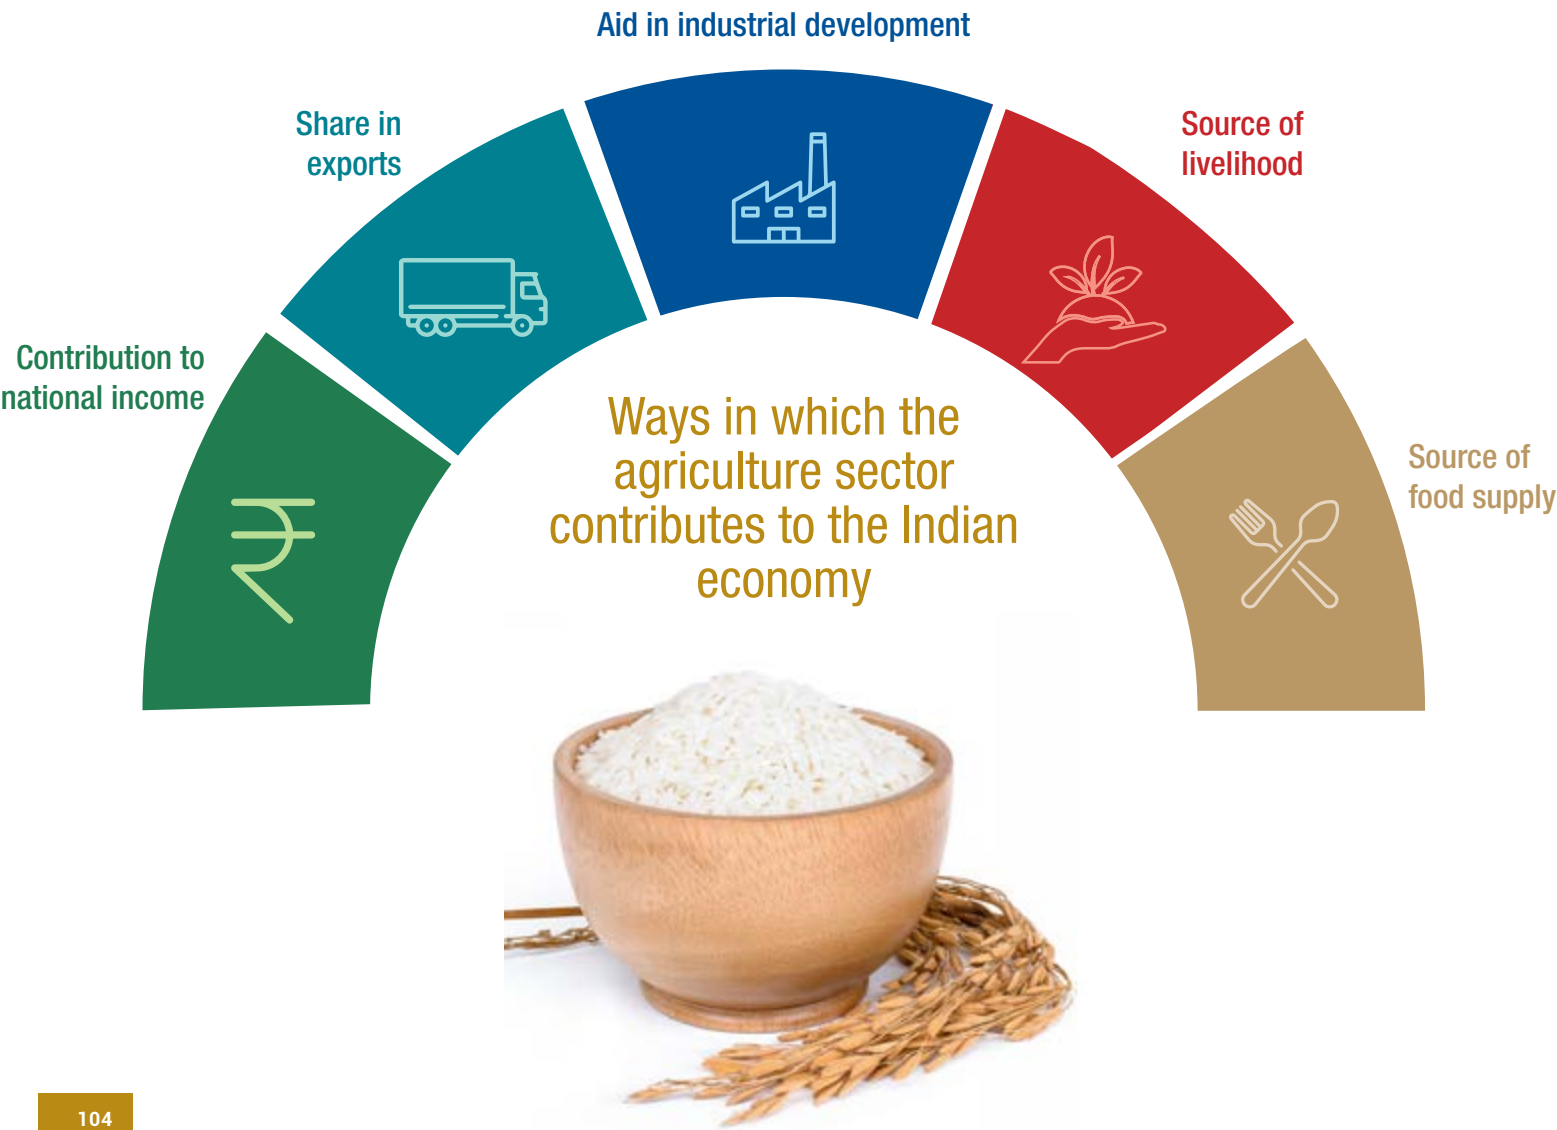 Aid in industrial development
Share in
exports
Source of
livelihood
Contribution to
national income
Ways in which the
agriculture sector
contributes to the Indian
economy
Source of
food supply
104